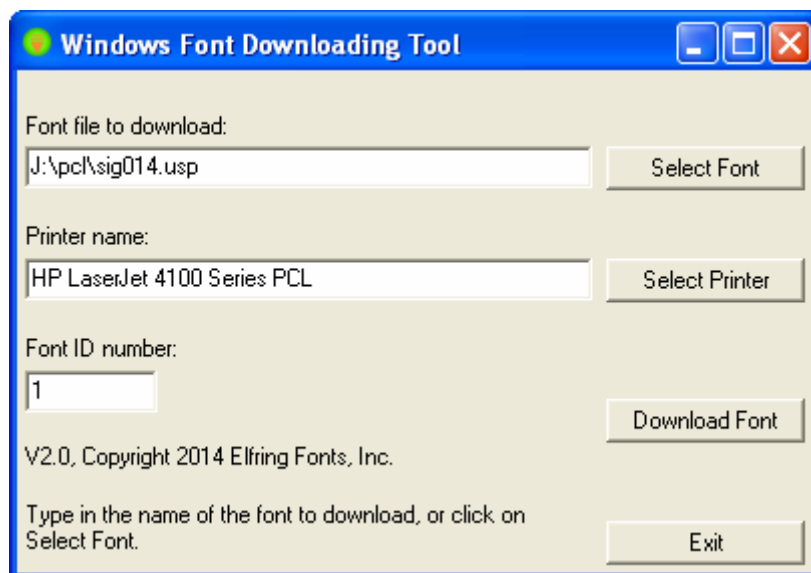 Windows Font Downloading Tool
Font file to download:
J:\pcl\sig014.usp
Select Font
Printer name:
HP LaserJet 4100 Series PCL
Select Printer
Font ID number:
1
Download Font
V2.0, Copyright 2014 Elfring Fonts, Inc.
Type in the name of the font to download, or click on
Select Font.
Exit